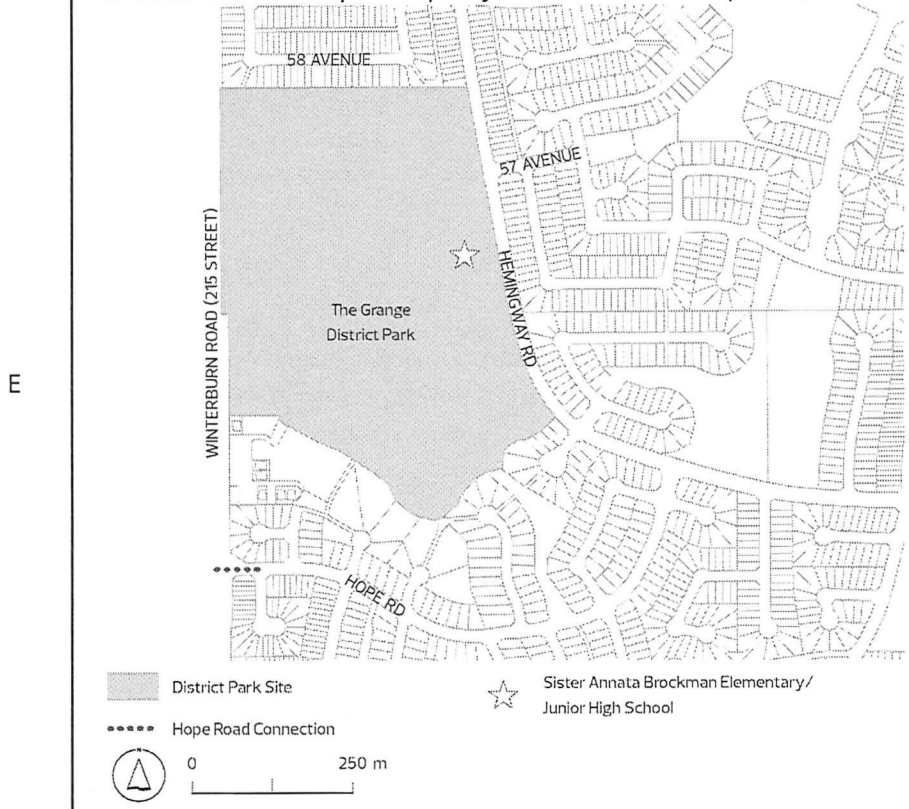 58 AVENUE
57 AVENUE
WINTERBURN ROAD (215 STREET)
HEMINGWAY RD
The Grange
District Park
E
HOPE RD
District Park Site
Sister Annata Brockman Elementary/
Junior High School
Hope Road Connection
N
0 250 m